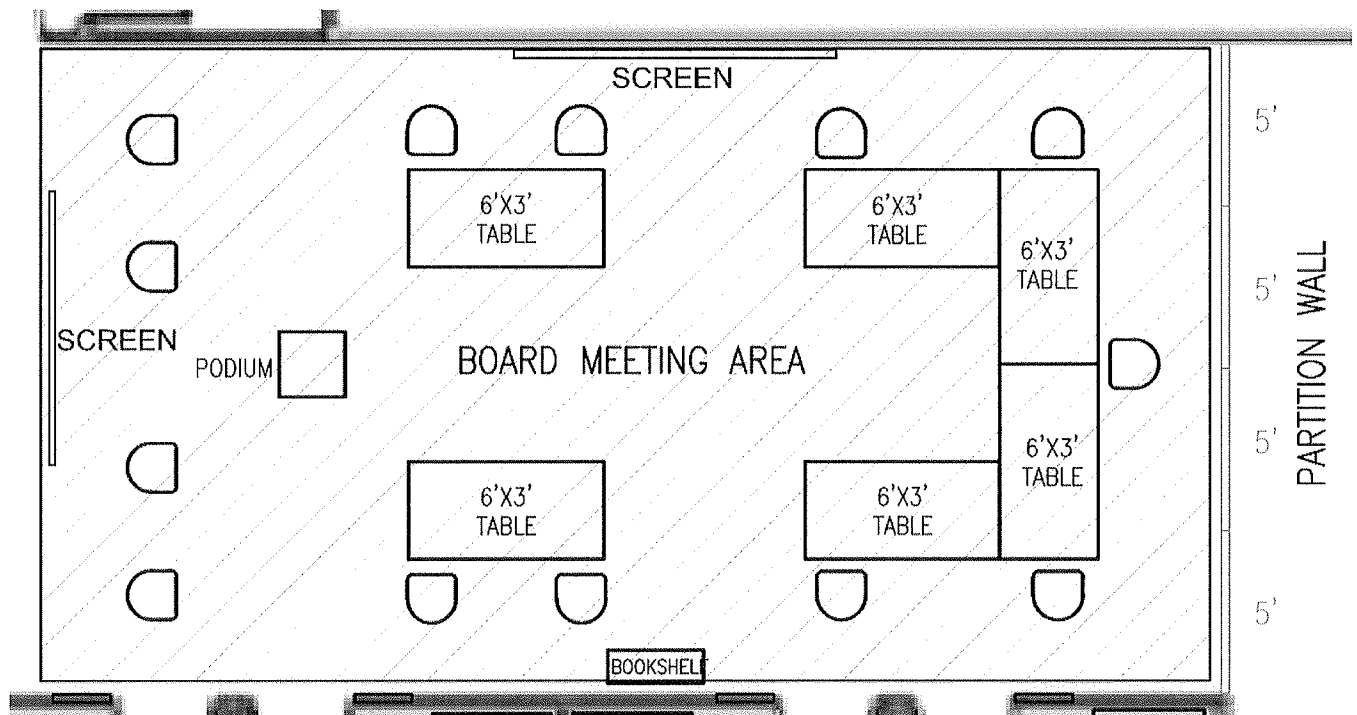 SCREEN
5'
6'X3'
TABLE
6'X3'
TABLE
6'X3'
TABLE
5'
SCREEN
PODIUM
BOARD MEETING AREA
PARTITION WALL
6'X3'
TABLE
5'
6'X3'
TABLE
6'X3'
TABLE
5'
BOOKSHELF